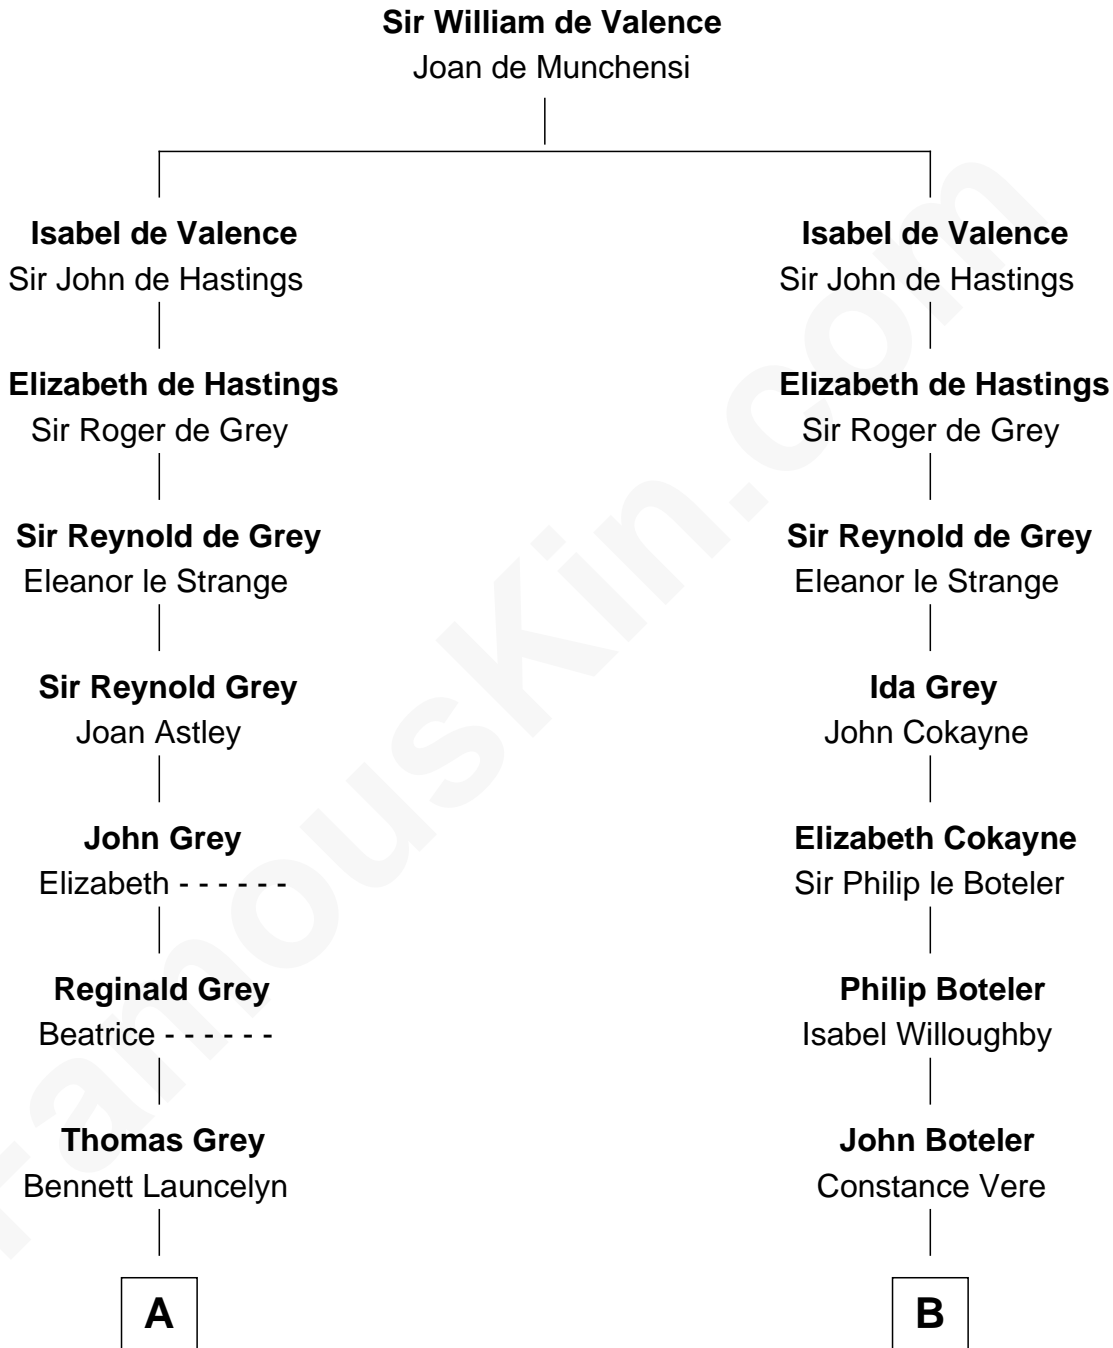 Sir William de Valence
Joan de Munchensi
Isabel de Valence
Sir John de Hastings
Isabel de Valence
Sir John de Hastings
Elizabeth de Hastings
Sir Roger de Grey
Elizabeth de Hastings
Sir Roger de Grey
Sir Reynold de Grey
Eleanor le Strange
Sir Reynold de Grey
Eleanor le Strange
Sir Reynold Grey
Joan Astley
Ida Grey
John Cokayne
John Grey
Elizabeth - - - - - -
Elizabeth Cokayne
Sir Philip le Boteler
Reginald Grey
Beatrice - - - - - -
Philip Boteler
Isabel Willoughby
Thomas Grey
Bennett Launcelyn
John Boteler
Constance Vere
A
B
FamousKin.com